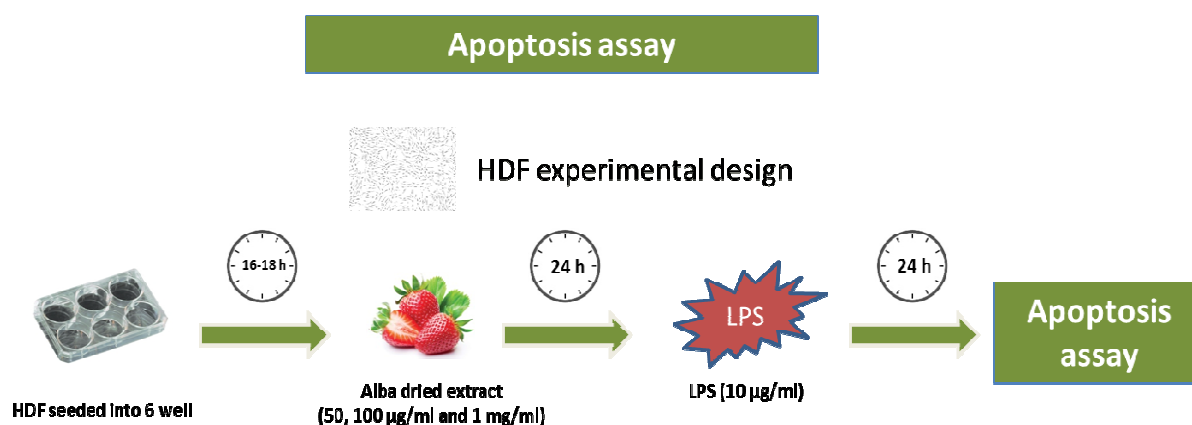 Apoptosis assay
HDF experimental design
16-18 h
24 h
24 h
LPS
Apoptosis
assay
HDF seeded into 6 well
Alba dried extract
(50, 100 µg/ml and 1 mg/ml)
LPS (10 µg/ml)